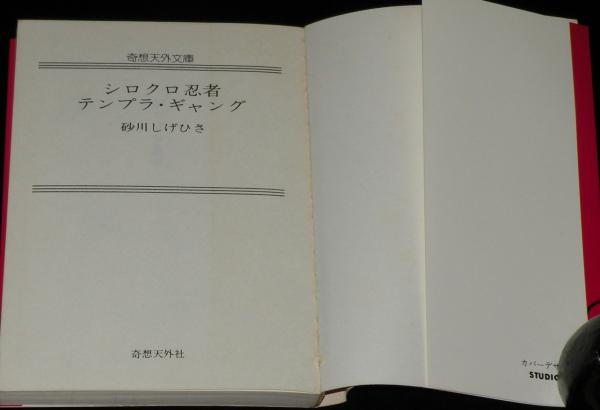 奇想天外文庫
シロクロ忍者
テンプラ・ギャング
砂川しげひさ
奇想天外社
カバーデザ
STUDIO